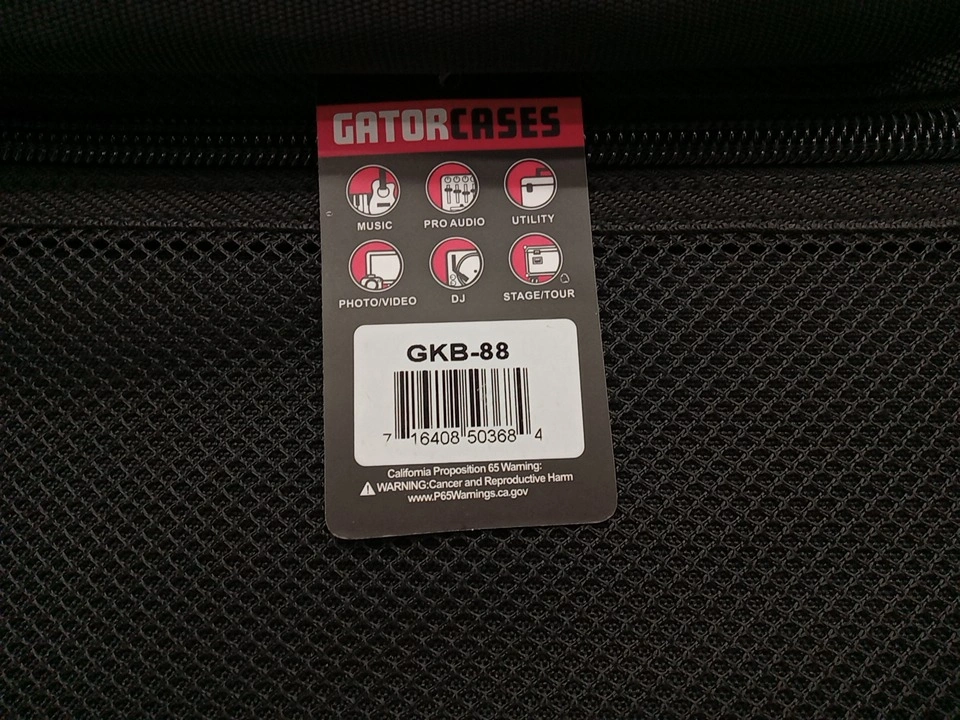 GATORCASES
MUSIC PRO AUDIO UTILITY
PHOTO/VIDEO DJ STAGE/TOUR
GKB-88
7 16408 50368 4
California Proposition 65 Warning:
WARNING:Cancer and Reproductive Harm
www.P65Warnings.ca.gov